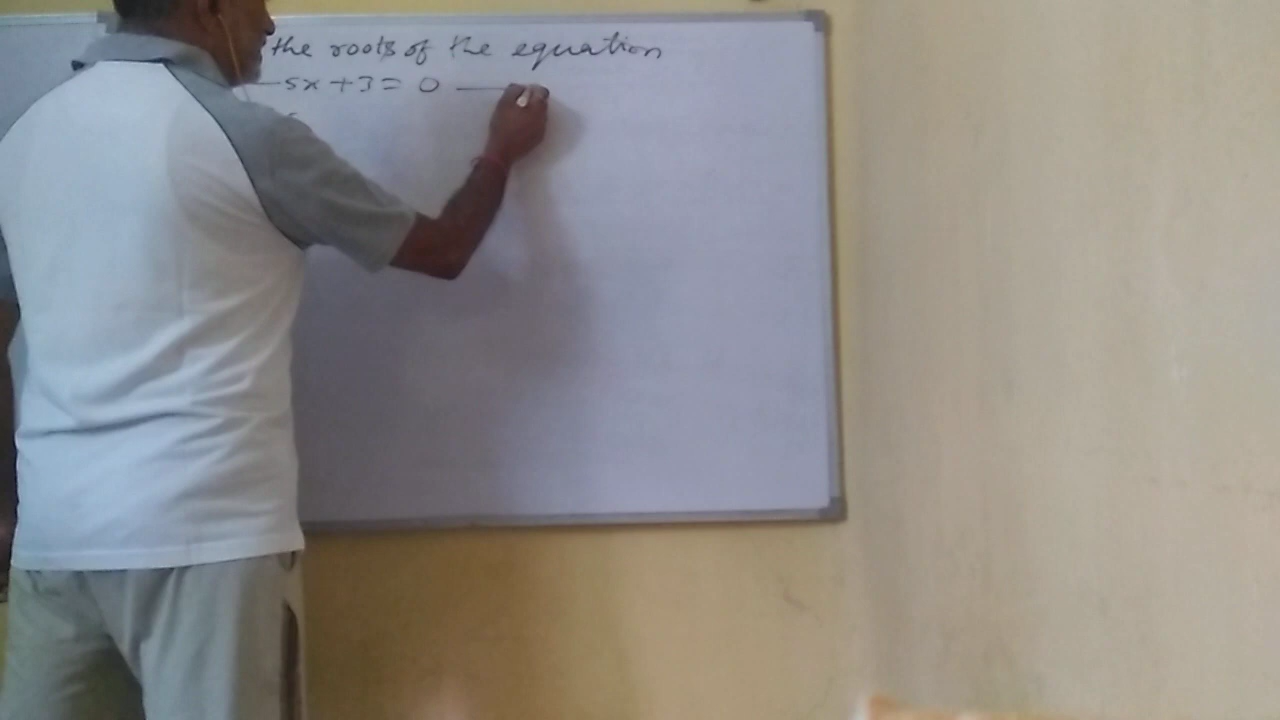 the roots of the equation
-5x+3=0 —